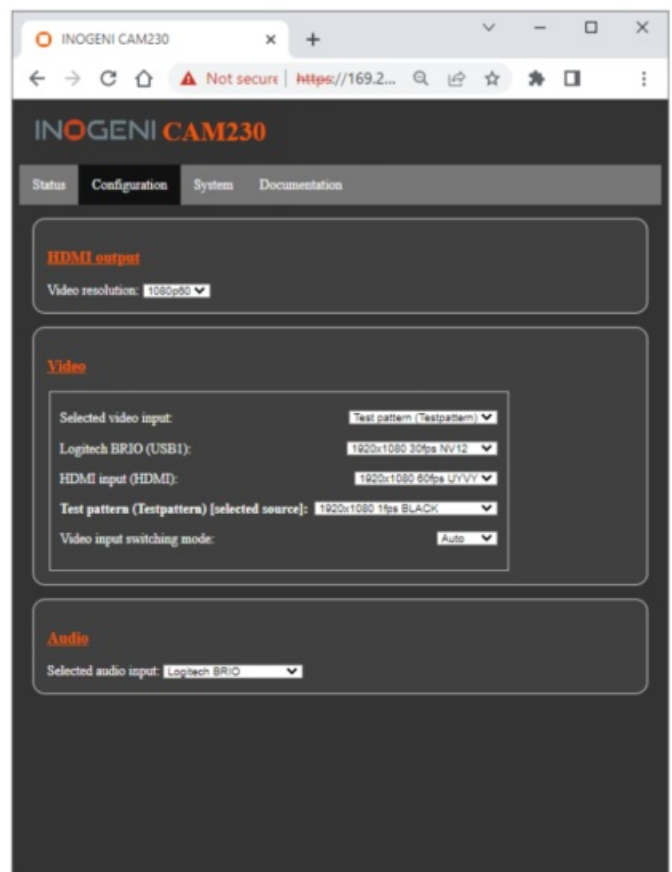 INOGENI CAM230
Not secure | https://169.2...
INOGENI CAM230
Status Configuration System Documentation
HDMI output
Video resolution: 1080p60
Video
Selected video input: Test pattern (Testpattern)
Logitech BRIO (USB1): 1920x1080 30fps NV12
HDMI input (HDMI): 1920x1080 60fps UYVY
Test pattern (Testpattern) [selected source]: 1920x1080 1fps BLACK
Video input switching mode: Auto
Audio
Selected audio input: Logitech BRIO